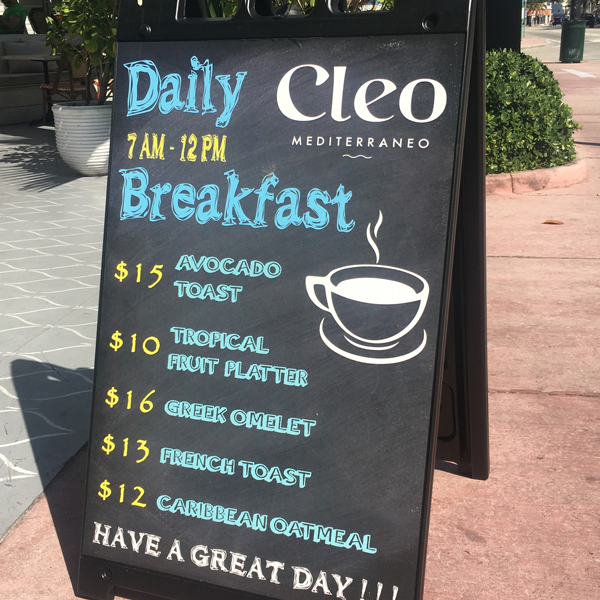 Daily
Cleo
MEDITERRANEO
7 AM - 12 PM
Breakfast
$15 AVOCADO
TOAST
$10 TROPICAL
FRUIT PLATTER
$16 GREEK OMELET
$13 FRENCH TOAST
$12 CARIBBEAN OATMEAL
HAVE A GREAT DAY!!!